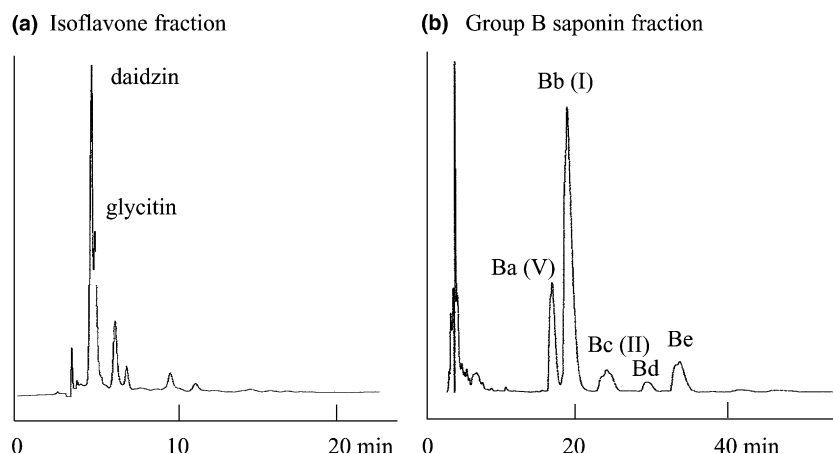 (a) Isoflavone fraction
daidzin
glycitin
0 10 20 min
(b) Group B saponin fraction
Bb (I)
Ba (V)
Bc (II)
Bd
Be
0 20 40 min